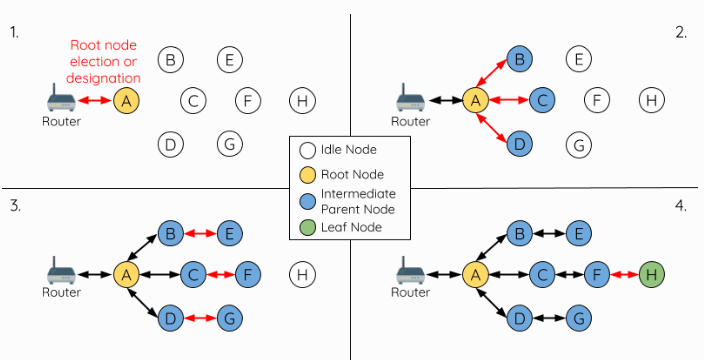 1.
Root node
election or
designation
B
E
A
C
F
H
Router
D
G
2.
B
E
A
C
F
H
Router
D
G
Idle Node
Root Node
Intermediate
Parent Node
Leaf Node
3.
B
E
A
C
F
H
Router
D
G
4.
B
E
A
C
F
H
Router
D
G